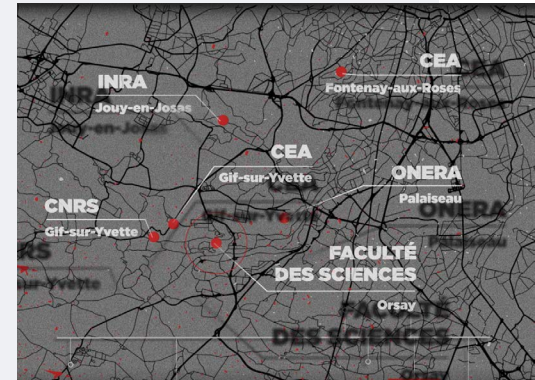 CEA
Fontenay-aux-Roses
INRA
Jouy-en-Josas
CEA
Gif-sur-Yvette
ONERA
Palaiseau
CNRS
Gif-sur-Yvette
FACULTÉ
DES SCIENCES
Orsay